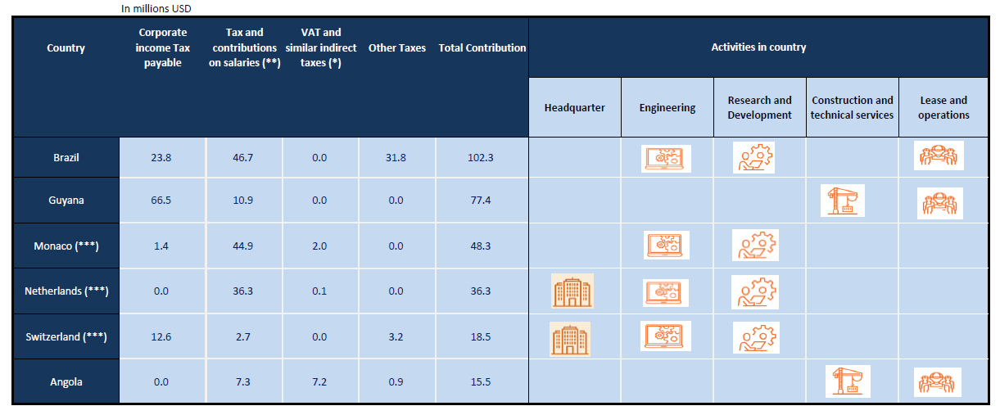 In millions USD
Country
Corporate
income Tax
payable
Tax and
contributions
on salaries (**)
VAT and
similar indirect
taxes (*)
Other Taxes
Total Contribution
Activities in country
Headquarter
Engineering
Research and
Development
Construction and
technical services
Lease and
operations
Brazil 23.8 46.7 0.0 31.8 102.3
Guyana 66.5 10.9 0.0 0.0 77.4
Monaco (***) 1.4 44.9 2.0 0.0 48.3
Netherlands (***) 0.0 36.3 0.1 0.0 36.3
Switzerland (***) 12.6 2.7 0.0 3.2 18.5
Angola 0.0 7.3 7.2 0.9 15.5